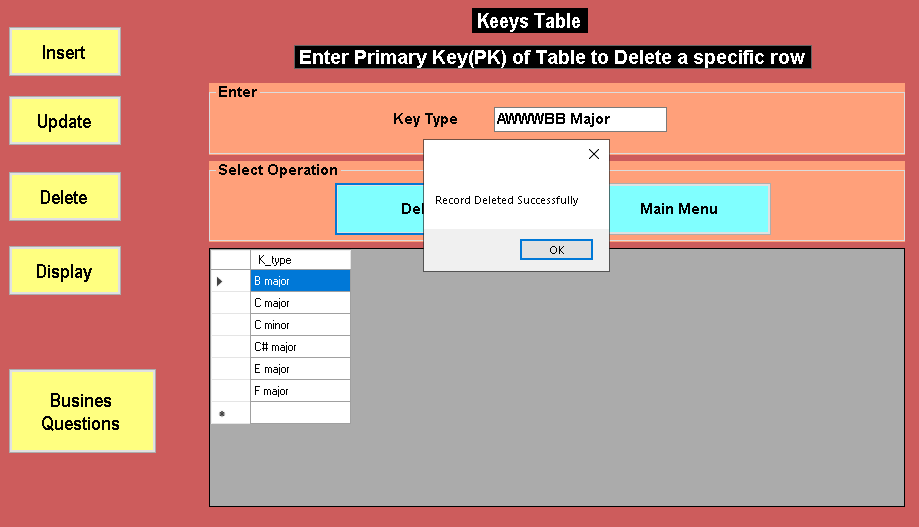 Keeys Table
Enter Primary Key(PK) of Table to Delete a specific row
Insert
Update
Delete
Display
Busines
Questions
Enter
Key Type
AWWWBB Major
Select Operation
Main Menu
Record Deleted Successfully
OK
K_type
B major
C major
C minor
C# major
E major
F major